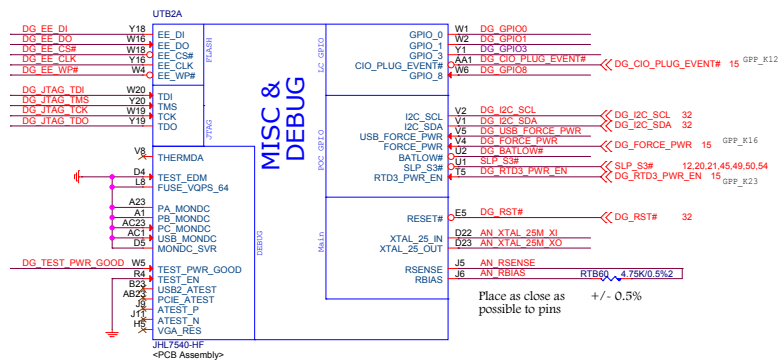 UTB2A
DG_EE_DI Y18 EE_DI
DG_EE_DO W16 EE_DO
DG_EE_CS# W18 EE_CS#
DG_EE_CLK Y16 EE_CLK
DG_EE_WP# W4 EE_WP#
FLASH
DG_JTAG_TDI W20 TDI
DG_JTAG_TMS Y20 TMS
DG_JTAG_TCK W19 TCK
DG_JTAG_TDO Y19 TDO
JTAG
V8 THERMDA
D4 TEST_EDM
L8 FUSE_VQPS_64
A23 PA_MONDC
A1 PB_MONDC
AC23 PC_MONDC
AC1 USB_MONDC
D5 MONDC_SVR
DEBUG
DG_TEST_PWR_GOOD W5 TEST_PWR_GOOD
R4 TEST_EN
B23 USB2_ATEST
AB23 PCIE_ATEST
J9 ATEST_P
J11 ATEST_N
H5 VGA_RES
JHL7540-HF
<PCB Assembly>
MISC &
DEBUG
LC GPIO
GPIO_0 W1 DG_GPIO0
GPIO_1 W2 DG_GPIO1
GPIO_3 Y1 DG_GPIO3
CIO_PLUG_EVENT# AA1 DG_CIO_PLUG_EVENT# DG_CIO_PLUG_EVENT# 15 GPP_K12
GPIO_8 W6 DG_GPIO8
POC GPIO
I2C_SCL V2 DG_I2C_SCL DG_I2C_SCL 32
I2C_SDA V1 DG_I2C_SDA DG_I2C_SDA 32
USB_FORCE_PWR V5 DG_USB_FORCE_PWR
FORCE_PWR V4 DG_FORCE_PWR DG_FORCE_PWR 15 GPP_K16
BATLOW# U2 DG_BATLOW#
SLP_S3# U1 SLP_S3# SLP_S3# 12,20,21,45,49,50,54
RTD3_PWR_EN T5 DG_RTD3_PWR_EN DG_RTD3_PWR_EN 15 GPP_K23
Main
RESET# E5 DG_RST# DG_RST# 32
XTAL_25_IN D22 AN_XTAL_25M_XI
XTAL_25_OUT D23 AN_XTAL_25M_XO
RSENSE J5 AN_RSENSE
RBIAS J6 AN_RBIAS RTB60 4.75K/0.5%2
Place as close as +/- 0.5%
possible to pins